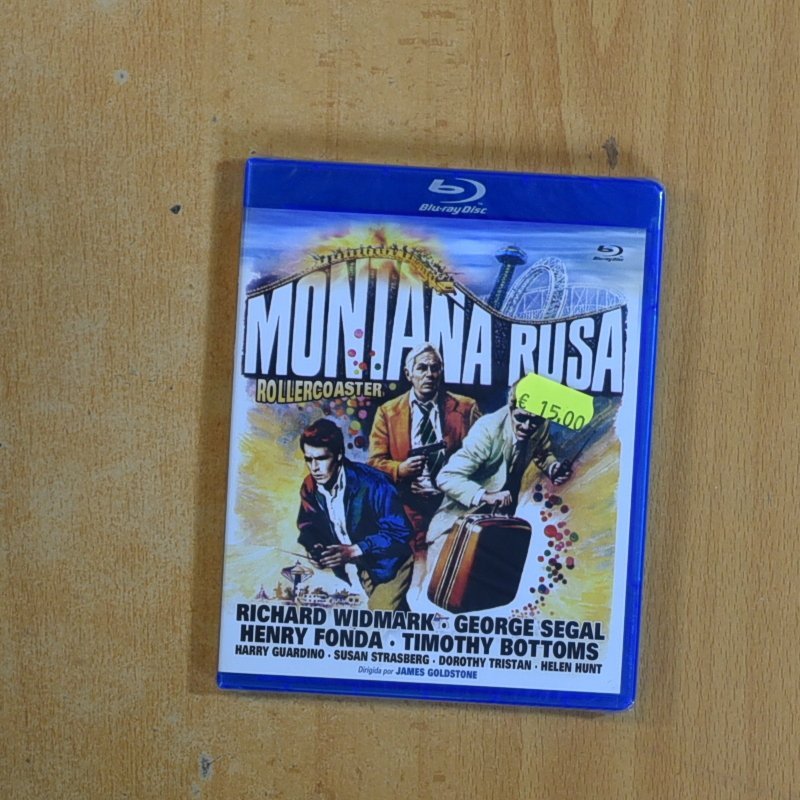 Blu-ray Disc
Blu-ray Disc
MONTAÑA RUSA
ROLLERCOASTER
€ 15,00
RICHARD WIDMARK · GEORGE SEGAL
HENRY FONDA · TIMOTHY BOTTOMS
HARRY GUARDINO · SUSAN STRASBERG · DOROTHY TRISTAN · HELEN HUNT
Dirigida por JAMES GOLDSTONE